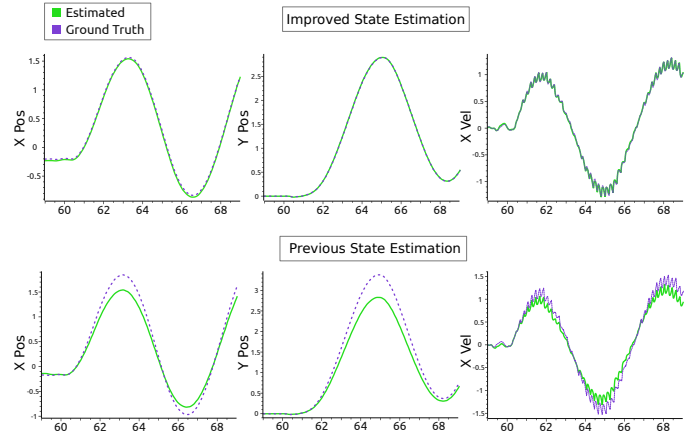 Estimated
Ground Truth
Improved State Estimation
X Pos
1.5
1
0.5
0
-0.5
60 62 64 66 68
Y Pos
2.5
2
1.5
1
0.5
0
60 62 64 66 68
X Vel
1
0.5
0
-0.5
-1
60 62 64 66 68
Previous State Estimation
X Pos
1.5
1
0.5
0
-0.5
-1
60 62 64 66 68
Y Pos
3
2.5
2
1.5
1
0.5
0
60 62 64 66 68
X Vel
1.5
1
0.5
0
-0.5
-1
-1.5
60 62 64 66 68